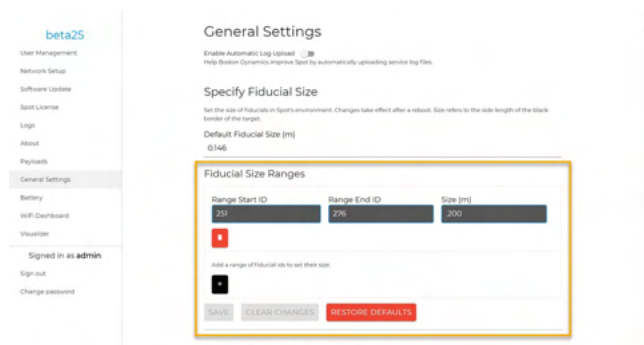 beta25
User Management
Network Setup
Software Update
Spot License
Logs
About
Payloads
General Settings
Battery
WiFi Dashboard
Visualizer
Signed in as admin
Sign out
Change password
General Settings
Enable Automatic Log Upload
Help Boston Dynamics improve Spot by automatically uploading service log files.
Specify Fiducial Size
Set the size of fiducials in Spot's environment. Changes take effect after a reboot. Size refers to the side length of the black
border of the target.
Default Fiducial Size (m)
0.146
Fiducial Size Ranges
Range Start ID Range End ID Size (m)
251 276 .200
Add a range of fiducial ids to set their size.
+
SAVE CLEAR CHANGES RESTORE DEFAULTS